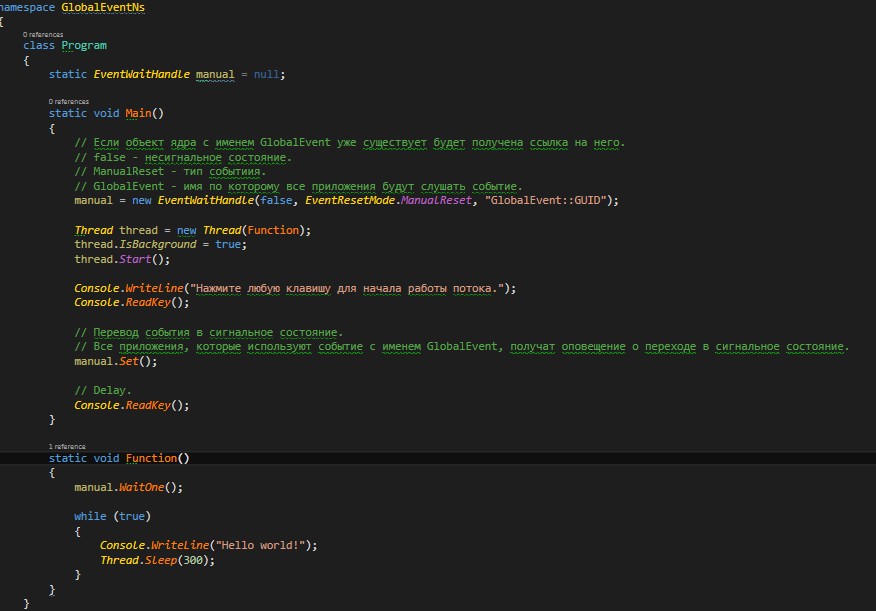 namespace GlobalEventNs
{
0 references
class Program
{
static EventWaitHandle manual = null;
0 references
static void Main()
{
// Если объект ядра с именем GlobalEvent уже существует будет получена ссылка на него.
// false - несигнальное состояние.
// ManualReset - тип событиия.
// GlobalEvent - имя по которому все приложения будут слушать событие.
manual = new EventWaitHandle(false, EventResetMode.ManualReset, "GlobalEvent::GUID");
Thread thread = new Thread(Function);
thread.IsBackground = true;
thread.Start();
Console.WriteLine("Нажмите любую клавишу для начала работы потока.");
Console.ReadKey();
// Перевод события в сигнальное состояние.
// Все приложения, которые используют событие с именем GlobalEvent, получат оповещение о переходе в сигнальное состояние.
manual.Set();
// Delay.
Console.ReadKey();
}
1 reference
static void Function()
{
manual.WaitOne();
while (true)
{
Console.WriteLine("Hello world!");
Thread.Sleep(300);
}
}
}